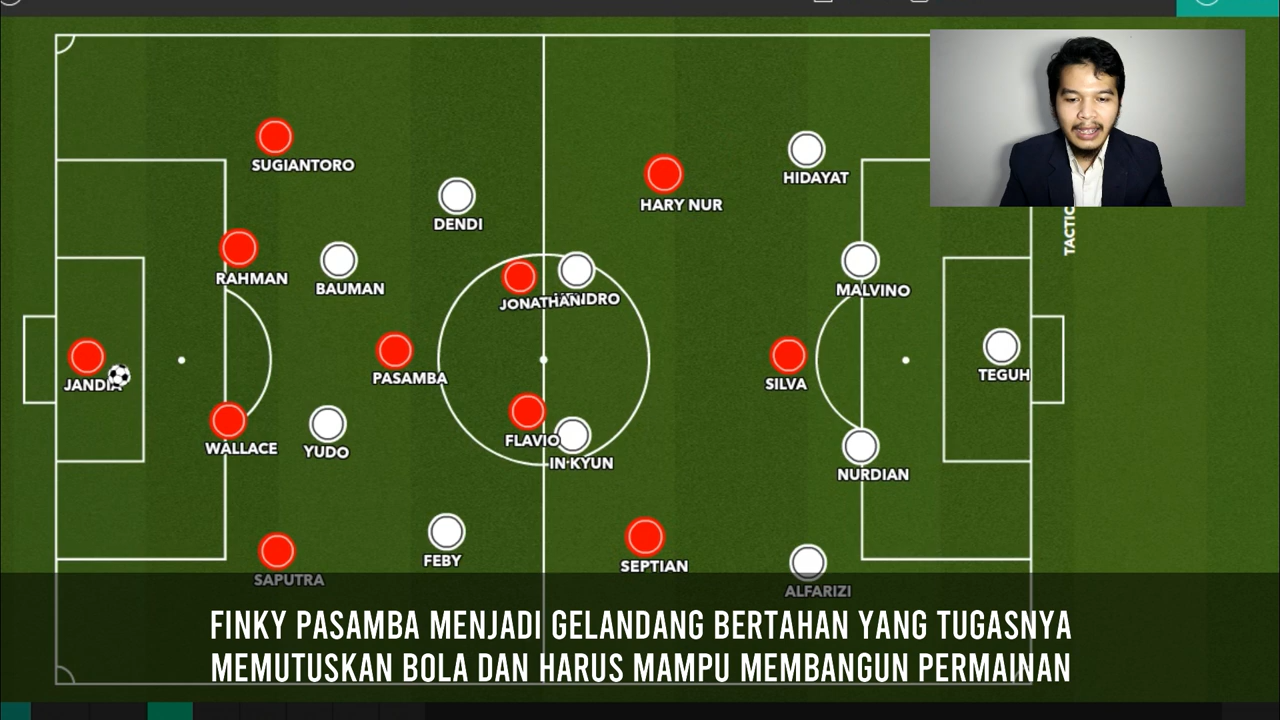 SUGIANTORO
HARY NUR
HIDAYAT
DENDI
RAHMAN
BAUMAN
JONATHAN
MALVINO
TACTIC
PASAMBA
SILVA
TEGUH
WALLACE
YUDO
FLAVIO
IN KYUN
NURDIAN
FEBY
SEPTIAN
SAPUTRA
ALFARIZI
FINKY PASAMBA MENJADI GELANDANG BERTAHAN YANG TUGASNYA
MEMUTUSKAN BOLA DAN HARUS MAMPU MEMBANGUN PERMAINAN